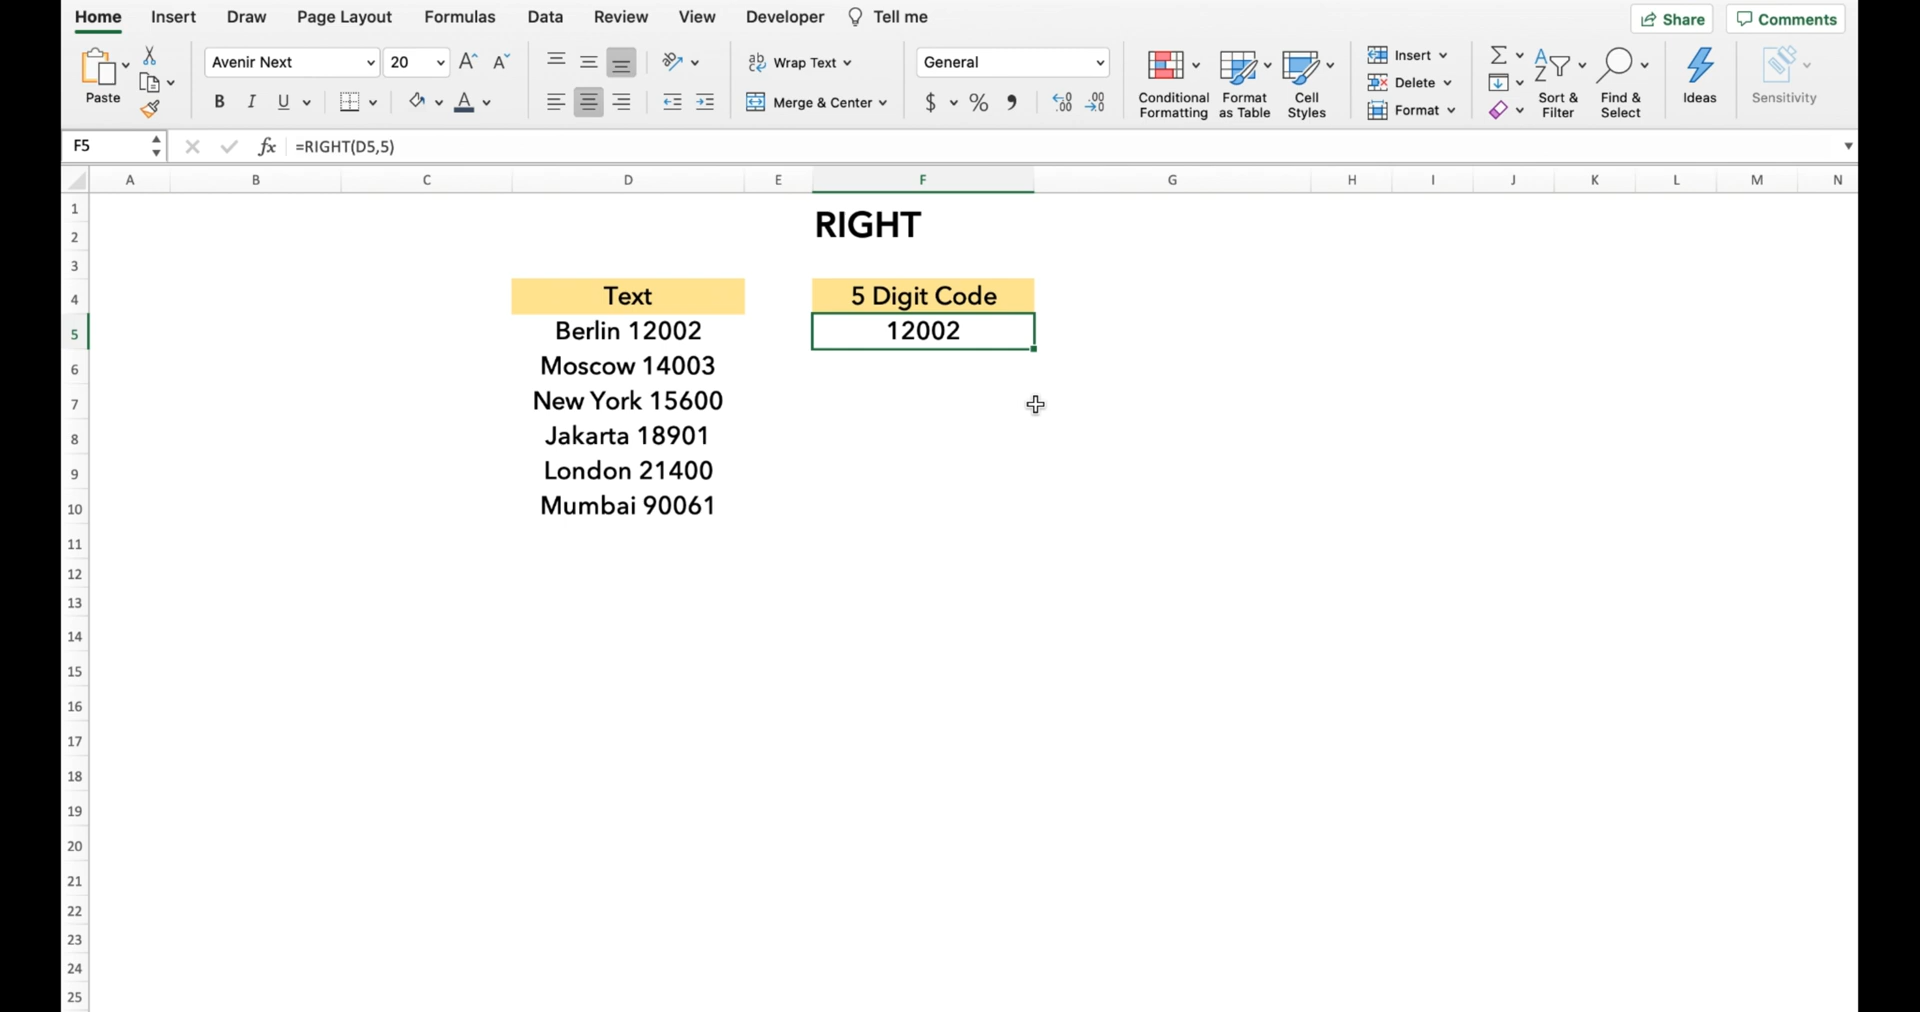 Home Insert Draw Page Layout Formulas Data Review View Developer Tell me Share Comments
Paste Avenir Next 20 A A B I U A ab Wrap Text Merge & Center General $ % Conditional Formatting Format as Table Cell Styles Insert Delete Format Σ A Z Sort & Filter Find & Select Ideas Sensitivity
F5 fx =RIGHT(D5,5)
A B C D E F G H I J K L M N
1
RIGHT
2
3
4 Text 5 Digit Code
5 Berlin 12002 12002
6 Moscow 14003
7 New York 15600
8 Jakarta 18901
9 London 21400
10 Mumbai 90061
11
12
13
14
15
16
17
18
19
20
21
22
23
24
25